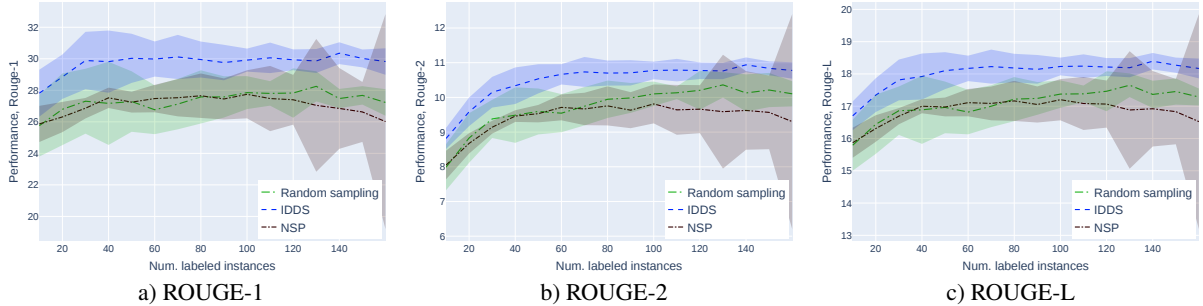 Performance, Rouge-1
32
30
28
26
24
22
20
20
40
60
80
100
120
140
Num. labeled instances
Random sampling
IDDS
NSP
a) ROUGE-1
Performance, Rouge-2
12
11
10
9
8
7
6
20
40
60
80
100
120
140
Num. labeled instances
Random sampling
IDDS
NSP
b) ROUGE-2
Performance, Rouge-L
20
19
18
17
16
15
14
13
20
40
60
80
100
120
140
Num. labeled instances
Random sampling
IDDS
NSP
c) ROUGE-L